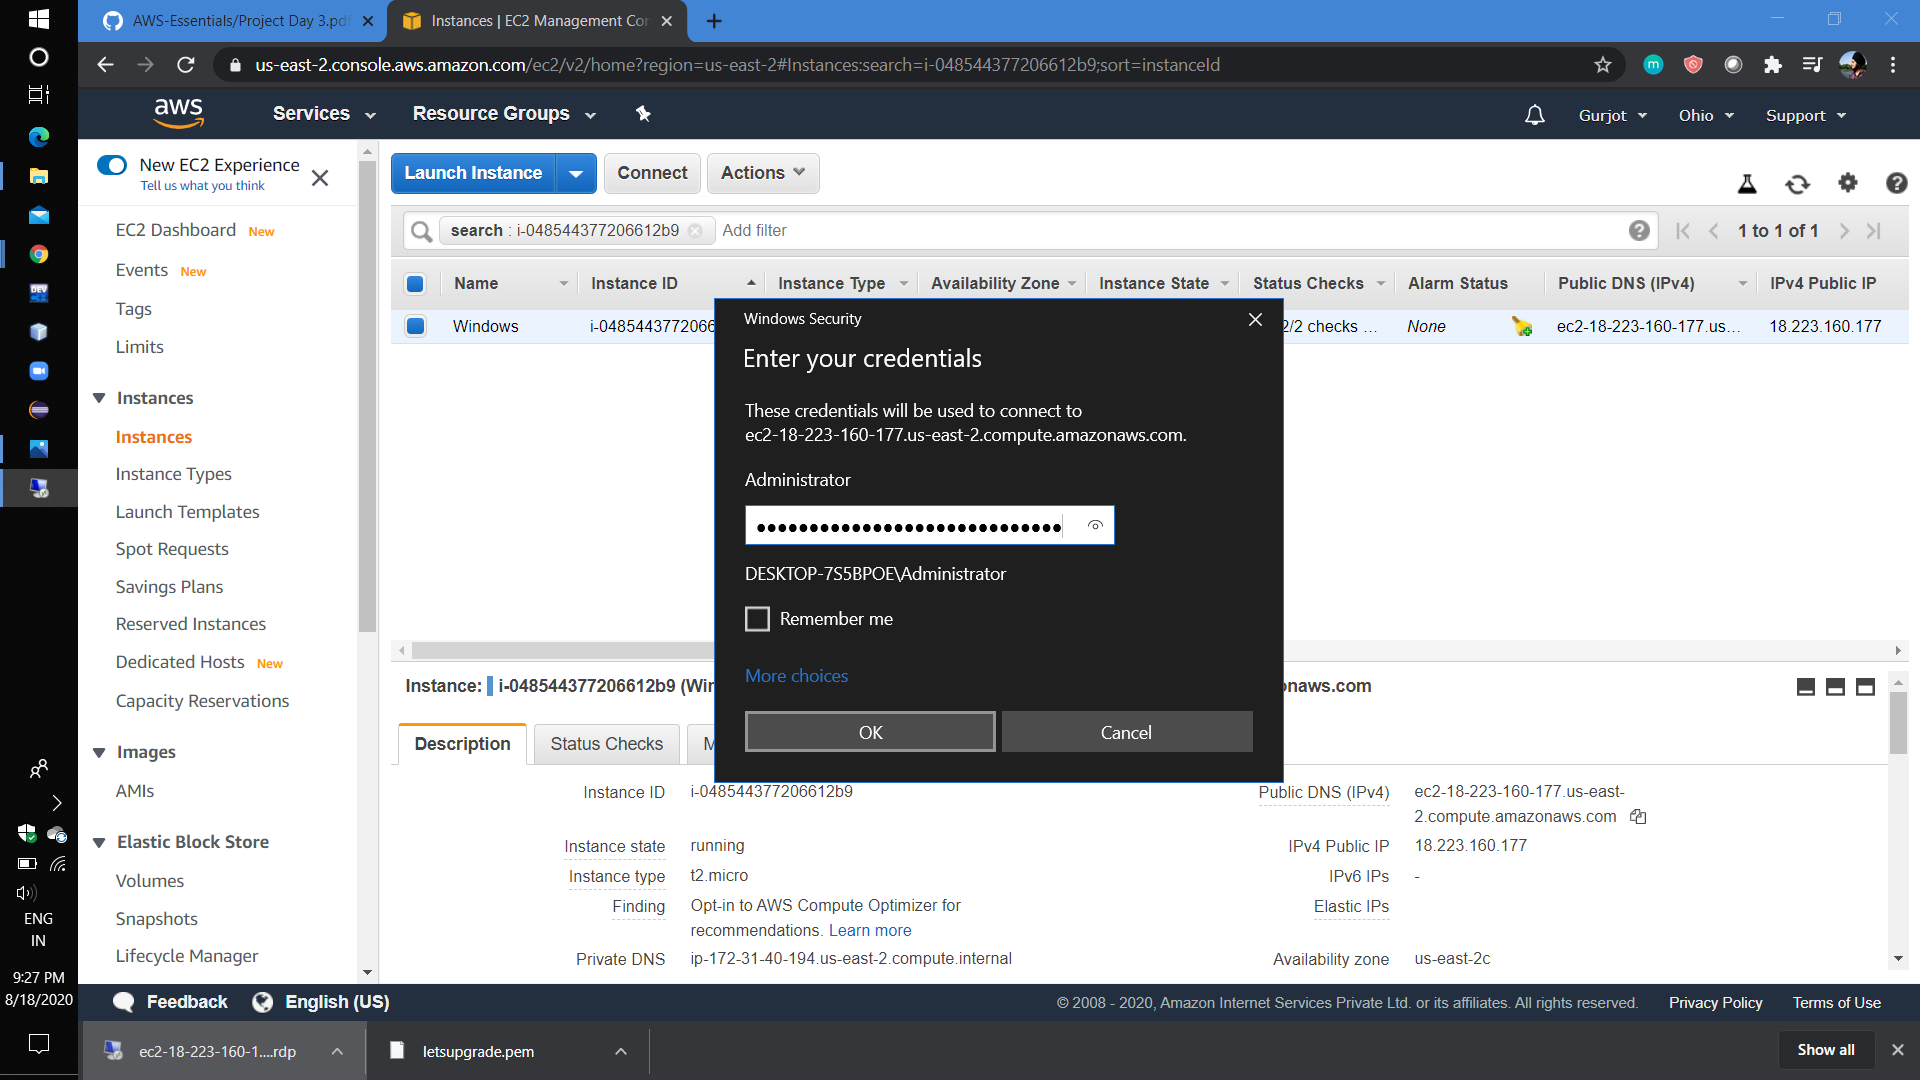 AWS-Essentials/Project Day 3.pdf
Instances | EC2 Management Con
us-east-2.console.aws.amazon.com/ec2/v2/home?region=us-east-2#Instances:search=i-048544377206612b9;sort=instanceId
m
aws
Services
Resource Groups
Gurjot
Ohio
Support
New EC2 Experience
Tell us what you think
EC2 Dashboard New
Events New
Tags
Limits
Instances
Instances
Instance Types
Launch Templates
Spot Requests
Savings Plans
Reserved Instances
Dedicated Hosts New
Capacity Reservations
Images
AMIs
Elastic Block Store
Volumes
Snapshots
Lifecycle Manager
Launch Instance
Connect
Actions
search : i-048544377206612b9
Add filter
1 to 1 of 1
Name
Instance ID
Instance Type
Availability Zone
Instance State
Status Checks
Alarm Status
Public DNS (IPv4)
IPv4 Public IP
Windows
i-0485443772066
2/2 checks ...
None
ec2-18-223-160-177.us...
18.223.160.177
Windows Security
Enter your credentials
These credentials will be used to connect to
ec2-18-223-160-177.us-east-2.compute.amazonaws.com.
Administrator
DESKTOP-7S5BPOE\Administrator
Remember me
More choices
OK
Cancel
Instance: i-048544377206612b9 (Wir
naws.com
Description
Status Checks
M
Instance ID
i-048544377206612b9
Instance state
running
Instance type
t2.micro
Finding
Opt-in to AWS Compute Optimizer for
recommendations. Learn more
Private DNS
ip-172-31-40-194.us-east-2.compute.internal
Public DNS (IPv4)
ec2-18-223-160-177.us-east-
2.compute.amazonaws.com
IPv4 Public IP
18.223.160.177
IPv6 IPs
-
Elastic IPs
Availability zone
us-east-2c
Feedback
English (US)
© 2008 - 2020, Amazon Internet Services Private Ltd. or its affiliates. All rights reserved.
Privacy Policy
Terms of Use
ec2-18-223-160-1....rdp
letsupgrade.pem
Show all
DEV
ENG
IN
9:27 PM
8/18/2020